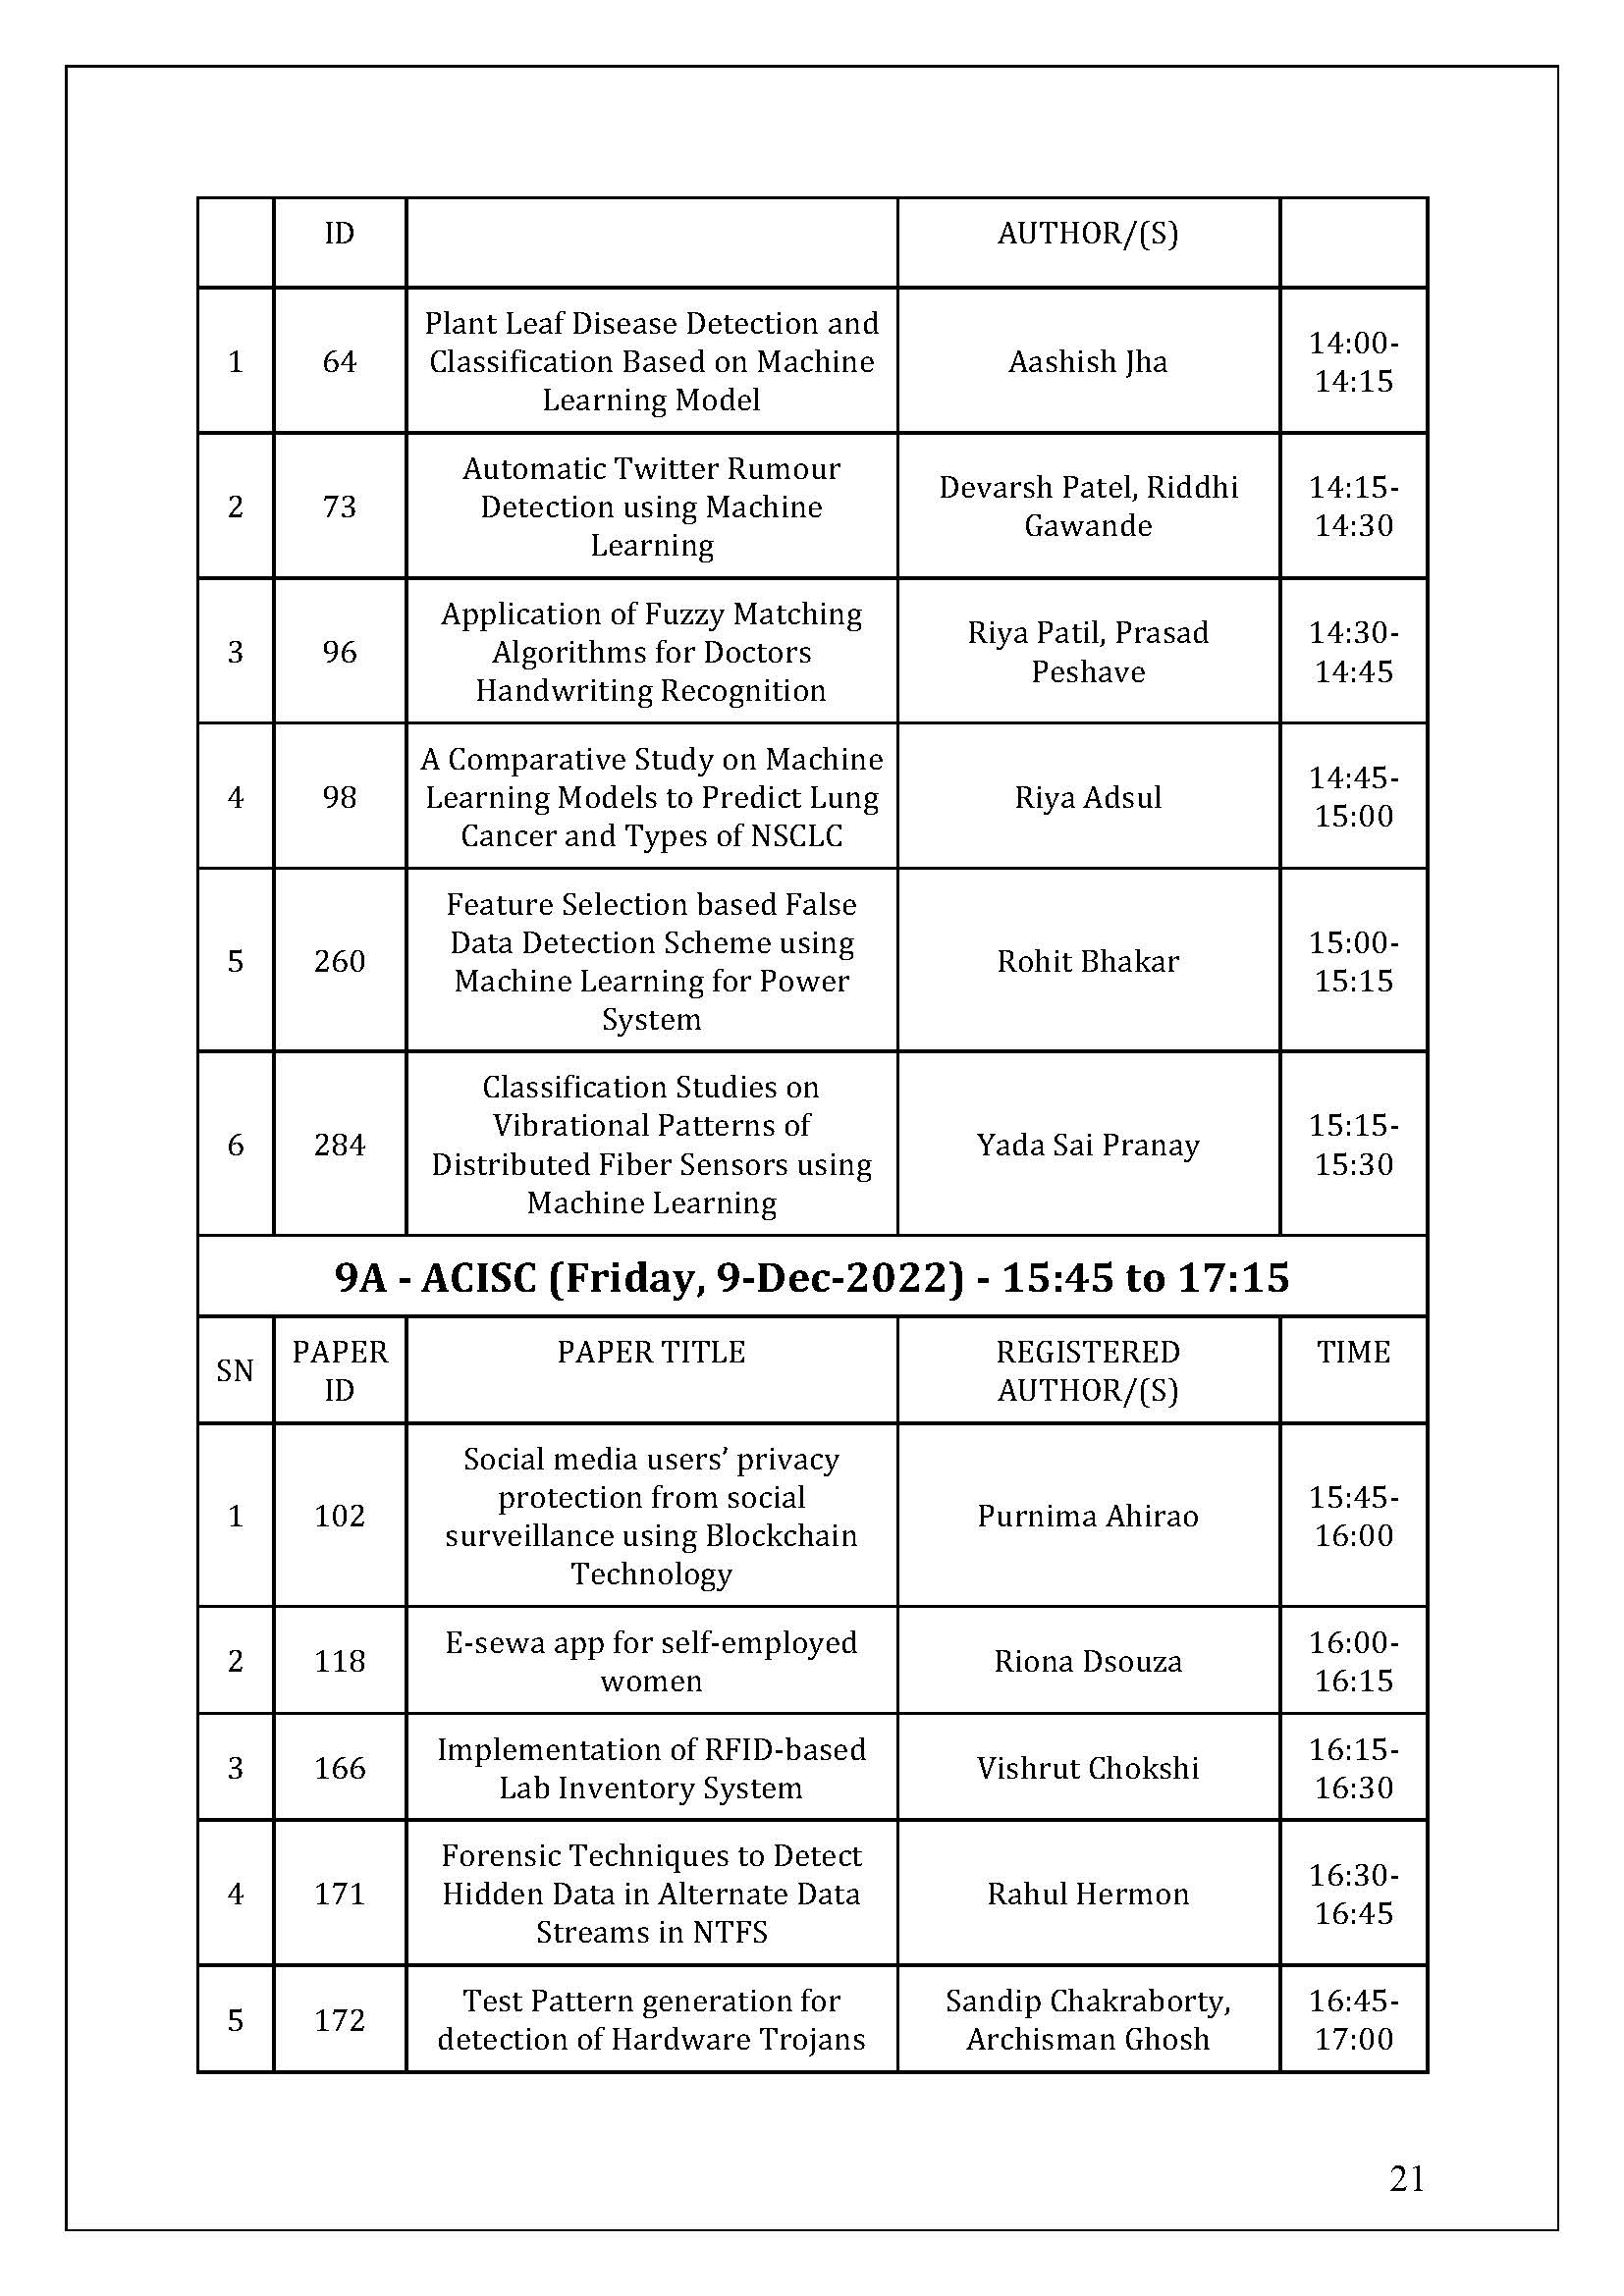 ID AUTHOR/(S)
Plant Leaf Disease Detection and
1 64 Classification Based on Machine Aashish Jha 14:00-
Learning Model 14:15
Automatic Twitter Rumour
2 73 Detection using Machine Devarsh Patel, Riddhi 14:15-
Learning Gawande 14:30
Application of Fuzzy Matching
3 96 Algorithms for Doctors Riya Patil, Prasad 14:30-
Handwriting Recognition Peshave 14:45
A Comparative Study on Machine
4 98 Learning Models to Predict Lung Riya Adsul 14:45-
Cancer and Types of NSCLC 15:00
Feature Selection based False
Data Detection Scheme using 15:00-
5 260 Machine Learning for Power Rohit Bhakar 15:15
System
Classification Studies on
Vibrational Patterns of 15:15-
6 284 Distributed Fiber Sensors using Yada Sai Pranay 15:30
Machine Learning
9A - ACISC (Friday, 9-Dec-2022) - 15:45 to 17:15
SN PAPER PAPER TITLE REGISTERED TIME
ID AUTHOR/(S)
Social media users’ privacy
protection from social 15:45-
1 102 surveillance using Blockchain Purnima Ahirao 16:00
Technology
2 118 E-sewa app for self-employed Riona Dsouza 16:00-
women 16:15
3 166 Implementation of RFID-based Vishrut Chokshi 16:15-
Lab Inventory System 16:30
Forensic Techniques to Detect
4 171 Hidden Data in Alternate Data Rahul Hermon 16:30-
Streams in NTFS 16:45
5 172 Test Pattern generation for Sandip Chakraborty, 16:45-
detection of Hardware Trojans Archisman Ghosh 17:00
21